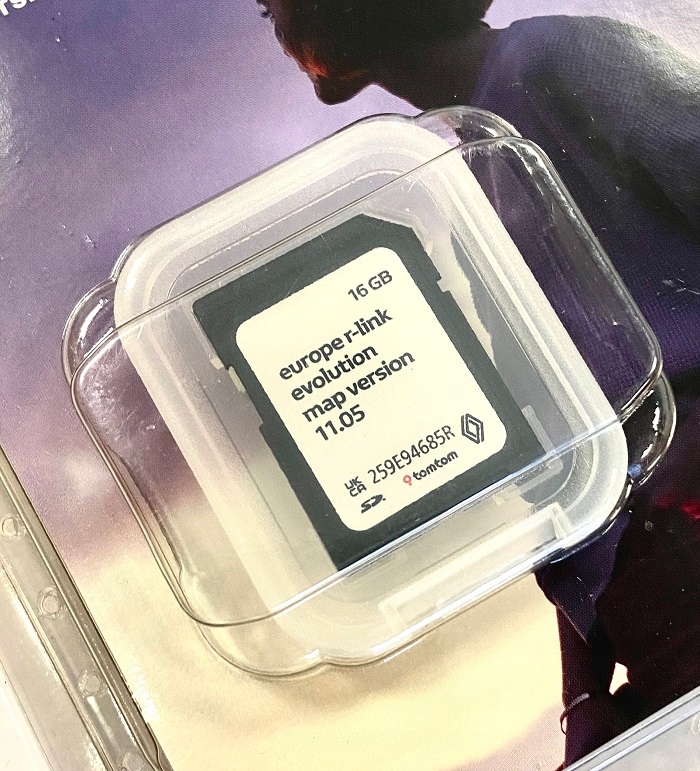 16 GB
europe r-link
evolution
map version
11.05
UK
CA 259E94685R
SD tomtom